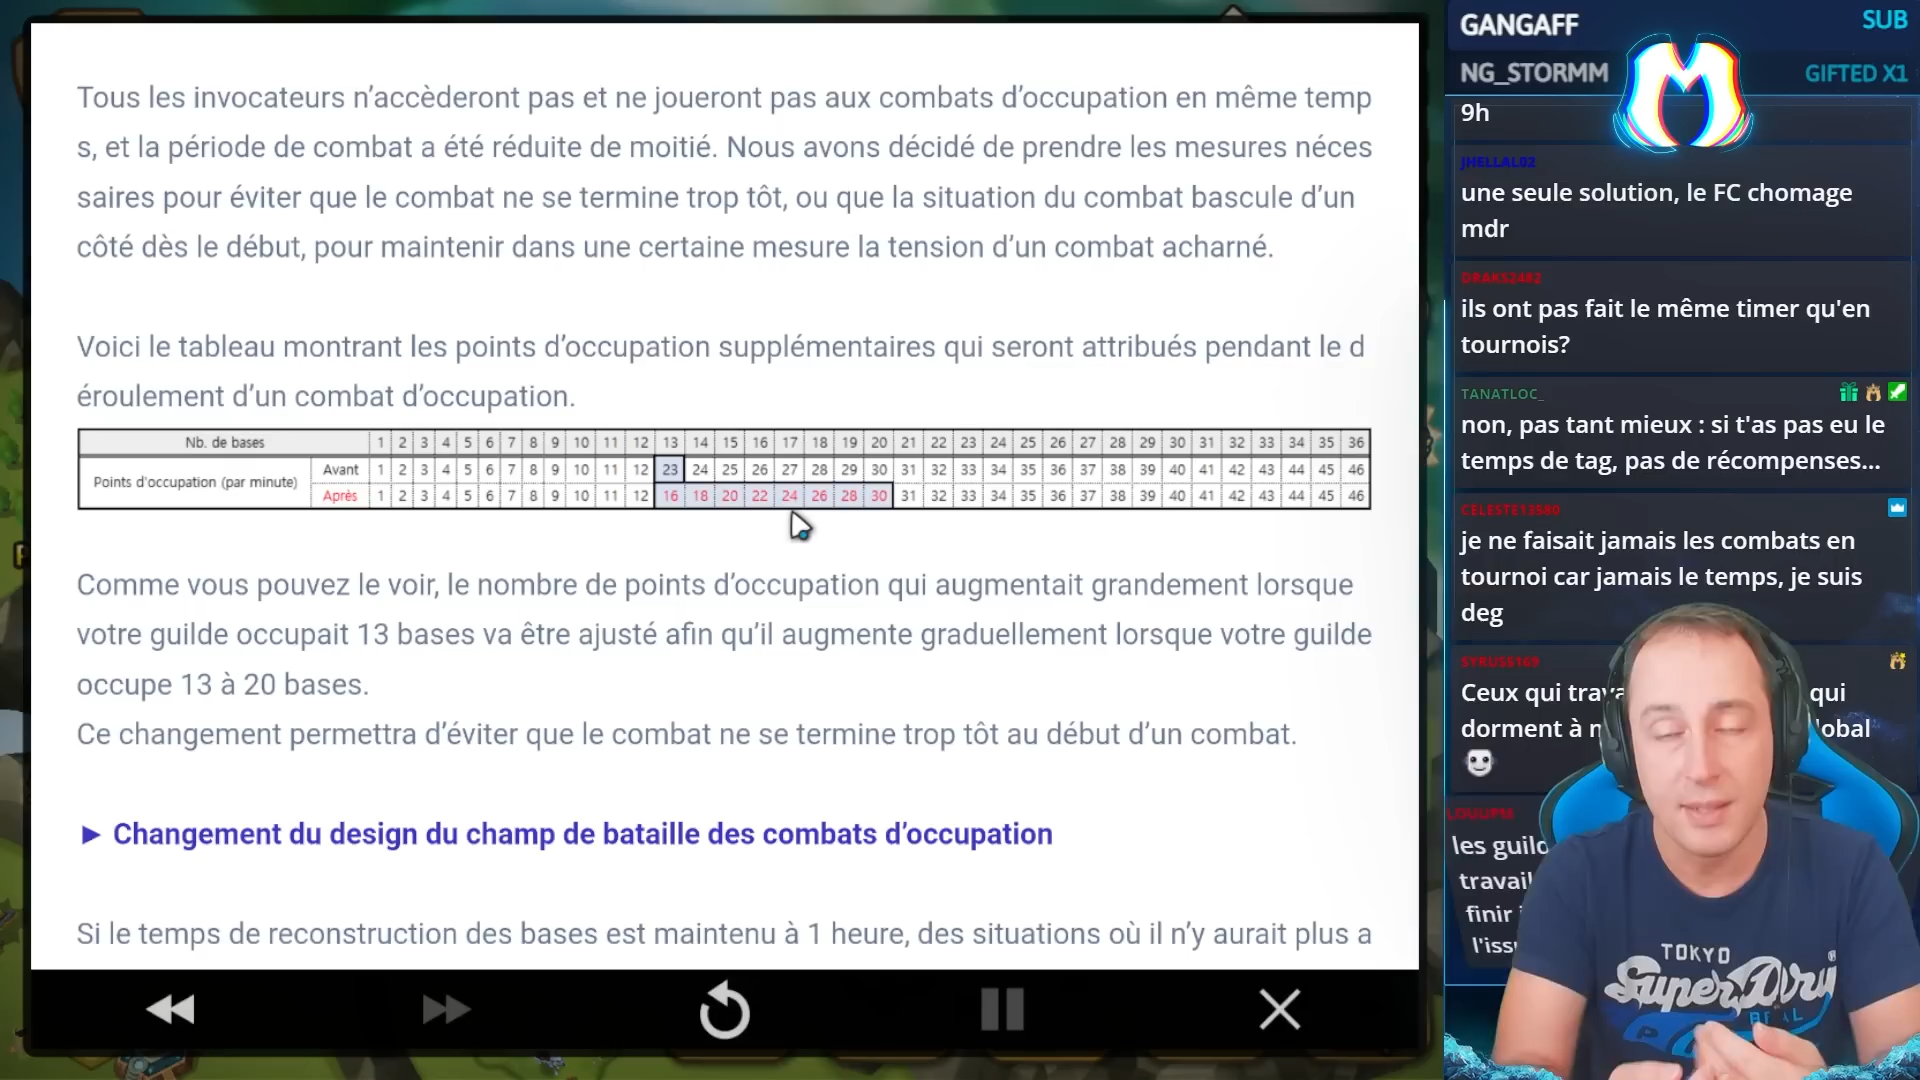 Tous les invocateurs n’accèderont pas et ne joueront pas aux combats d’occupation en même temp
s, et la période de combat a été réduite de moitié. Nous avons décidé de prendre les mesures néces
saires pour éviter que le combat ne se termine trop tôt, ou que la situation du combat bascule d’un
côté dès le début, pour maintenir dans une certaine mesure la tension d’un combat acharné.
Voici le tableau montrant les points d’occupation supplémentaires qui seront attribués pendant le d
éroulement d’un combat d’occupation.
Nb. de bases 1 2 3 4 5 6 7 8 9 10 11 12 13 14 15 16 17 18 19 20 21 22 23 24 25 26 27 28 29 30 31 32 33 34 35 36
Points d'occupation (par minute)
Avant 1 2 3 4 5 6 7 8 9 10 11 12 23 24 25 26 27 28 29 30 31 32 33 34 35 36 37 38 39 40 41 42 43 44 45 46
Après 1 2 3 4 5 6 7 8 9 10 11 12 16 18 20 22 24 26 28 30 31 32 33 34 35 36 37 38 39 40 41 42 43 44 45 46
Comme vous pouvez le voir, le nombre de points d’occupation qui augmentait grandement lorsque
votre guilde occupait 13 bases va être ajusté afin qu’il augmente graduellement lorsque votre guilde
occupe 13 à 20 bases.
Ce changement permettra d’éviter que le combat ne se termine trop tôt au début d’un combat.
► Changement du design du champ de bataille des combats d’occupation
Si le temps de reconstruction des bases est maintenu à 1 heure, des situations où il n’y aurait plus a
GANGAFF SUB
NG_STORMM GIFTED X1
9h
JHELLAL02
une seule solution, le FC chomage
mdr
DRAKS2482
ils ont pas fait le même timer qu'en
tournois?
TANATLOC_
non, pas tant mieux : si t'as pas eu le
temps de tag, pas de récompenses...
CELESTE13580
je ne faisait jamais les combats en
tournoi car jamais le temps, je suis
deg
SYRUSS169
Ceux qui trava qui
dorment à obal
les guil
travail
finir
l'iss
TOKYO
SuperDry